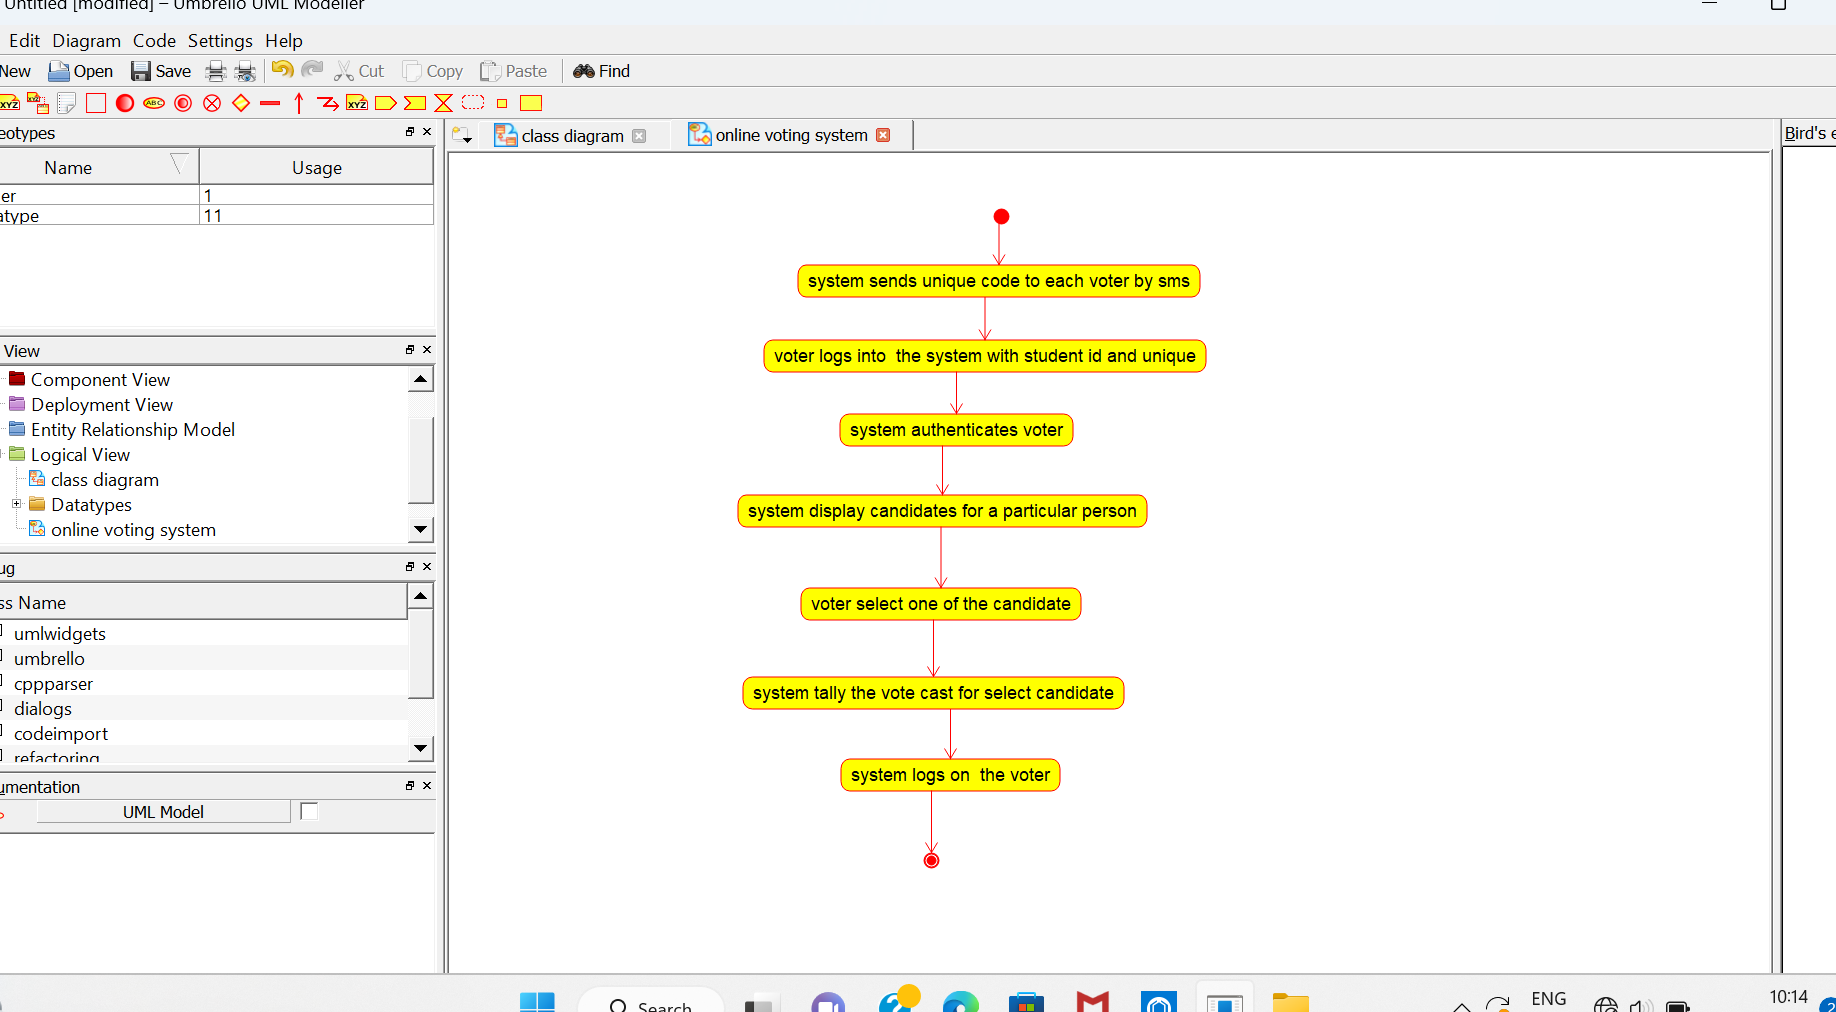 Untitled [modified] – Umbrello UML Modeller
Edit Diagram Code Settings Help
New Open Save Cut Copy Paste Find
XYZ XYZ ABC XYZ
eotypes
Name Usage
er 1
atype 11
View
Component View
Deployment View
Entity Relationship Model
Logical View
class diagram
Datatypes
online voting system
ug
ss Name
umlwidgets
umbrello
cppparser
dialogs
codeimport
refactoring
umentation
UML Model
class diagram
online voting system
system sends unique code to each voter by sms
voter logs into  the system with student id and unique
system authenticates voter
system display candidates for a particular person
voter select one of the candidate
system tally the vote cast for select candidate
system logs on  the voter
Bird's e
Search
ENG
10:14
2